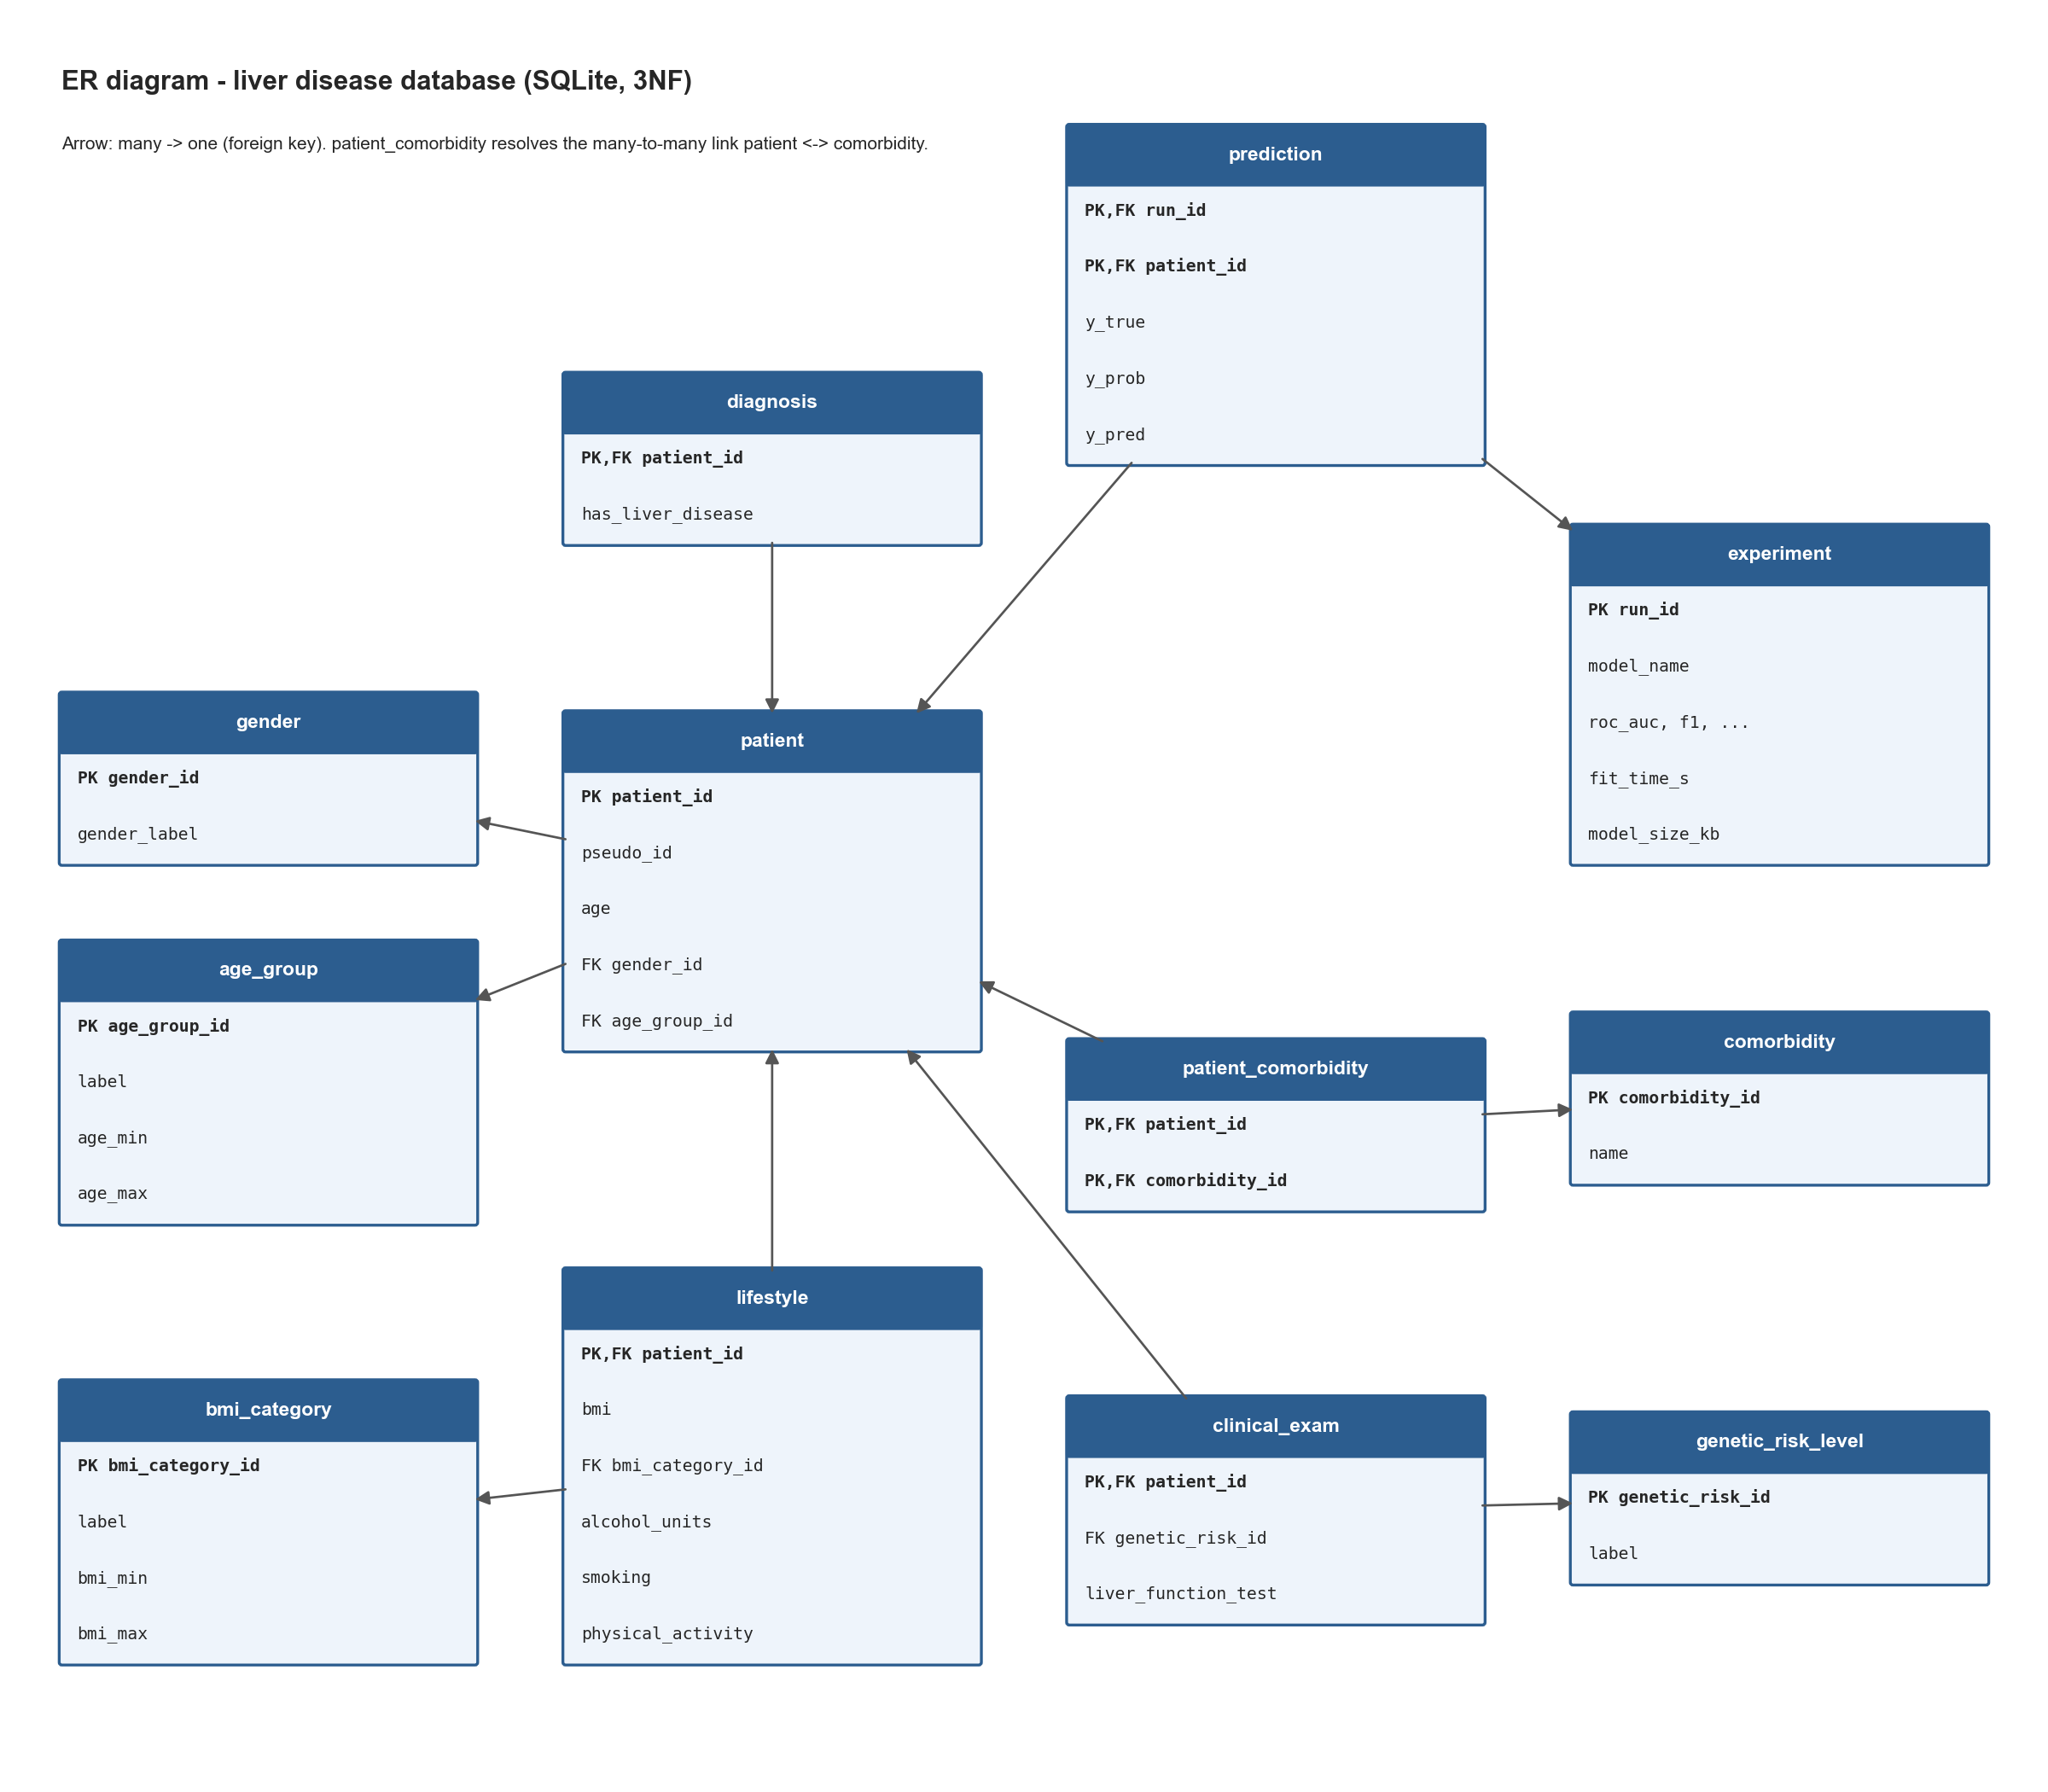 ER diagram - liver disease database (SQLite, 3NF)
Arrow: many -> one (foreign key). patient_comorbidity resolves the many-to-many link patient <-> comorbidity.
prediction
PK,FK run_id
PK,FK patient_id
y_true
y_prob
y_pred
diagnosis
PK,FK patient_id
has_liver_disease
experiment
PK run_id
model_name
roc_auc, f1, ...
fit_time_s
model_size_kb
gender
PK gender_id
gender_label
patient
PK patient_id
pseudo_id
age
FK gender_id
FK age_group_id
age_group
PK age_group_id
label
age_min
age_max
patient_comorbidity
PK,FK patient_id
PK,FK comorbidity_id
comorbidity
PK comorbidity_id
name
lifestyle
PK,FK patient_id
bmi
FK bmi_category_id
alcohol_units
smoking
physical_activity
bmi_category
PK bmi_category_id
label
bmi_min
bmi_max
clinical_exam
PK,FK patient_id
FK genetic_risk_id
liver_function_test
genetic_risk_level
PK genetic_risk_id
label